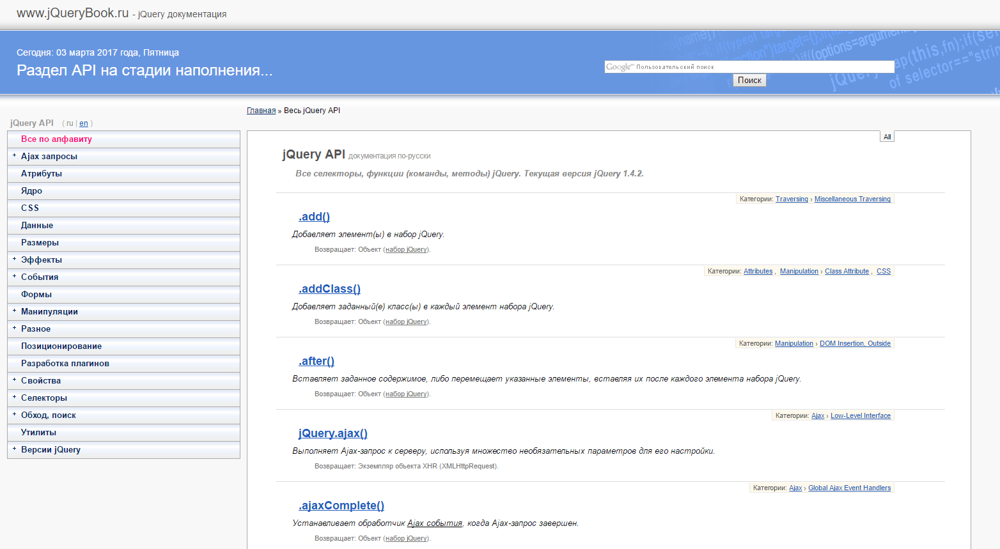 www.jQueryBook.ru - jQuery документация
Сегодня: 03 марта 2017 года, Пятница
Раздел API на стадии наполнения...
Google™ Пользовательский поиск
Поиск
Главная » Весь jQuery API
jQuery API ( ru | en )
Все по алфавиту
+ Ajax запросы
Атрибуты
Ядро
CSS
Данные
Размеры
+ Эффекты
+ События
Формы
+ Манипуляции
+ Разное
Позиционирование
Разработка плагинов
+ Свойства
+ Селекторы
+ Обход, поиск
Утилиты
+ Версии jQuery
All
jQuery API документация по-русски
Все селекторы, функции (команды, методы) jQuery. Текущая версия jQuery 1.4.2.
Категории: Traversing › Miscellaneous Traversing
.add()
Добавляет элемент(ы) в набор jQuery.
Возвращает: Объект (набор jQuery).
Категории: Attributes , Manipulation › Class Attribute , CSS
.addClass()
Добавляет заданный(е) класс(ы) в каждый элемент набора jQuery.
Возвращает: Объект (набор jQuery).
Категории: Manipulation › DOM Insertion, Outside
.after()
Вставляет заданное содержимое, либо перемещает указанные элементы, вставляя их после каждого элемента набора jQuery.
Возвращает: Объект (набор jQuery).
Категории: Ajax › Low-Level Interface
jQuery.ajax()
Выполняет Ajax-запрос к серверу, используя множество необязательных параметров для его настройки.
Возвращает: Экземпляр объекта XHR (XMLHttpRequest).
Категории: Ajax › Global Ajax Event Handlers
.ajaxComplete()
Устанавливает обработчик Ajax события, когда Ajax-запрос завершен.
Возвращает: Объект (набор jQuery).